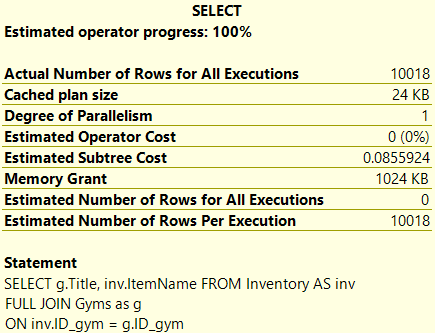 SELECT
Estimated operator progress: 100%
Actual Number of Rows for All Executions 10018
Cached plan size 24 KB
Degree of Parallelism 1
Estimated Operator Cost 0 (0%)
Estimated Subtree Cost 0.0855924
Memory Grant 1024 KB
Estimated Number of Rows for All Executions 0
Estimated Number of Rows Per Execution 10018
Statement
SELECT g.Title, inv.ItemName FROM Inventory AS inv
FULL JOIN Gyms as g
ON inv.ID_gym = g.ID_gym